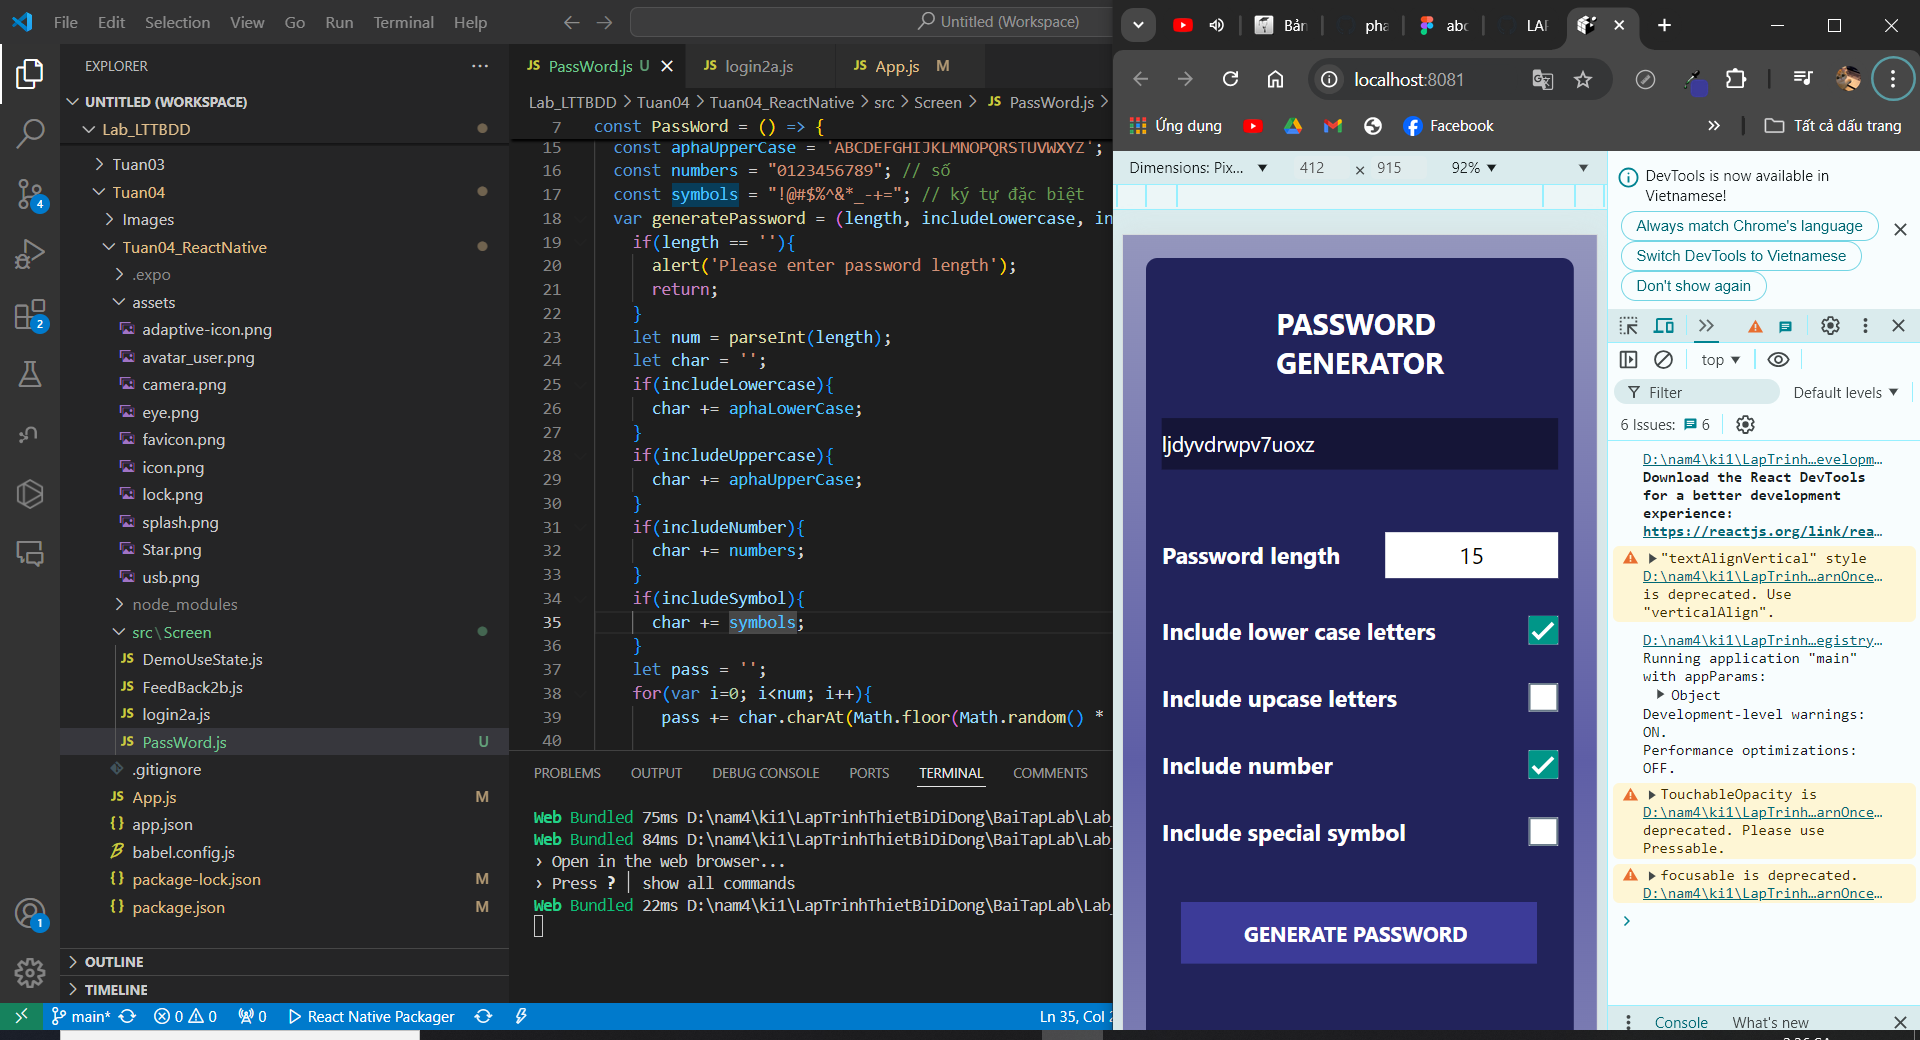 File Edit Selection View Go Run Terminal Help
Untitled (Workspace)
EXPLORER
UNTITLED (WORKSPACE)
Lab_LTTBDD
Tuan03
Tuan04
Images
Tuan04_ReactNative
.expo
assets
adaptive-icon.png
avatar_user.png
camera.png
eye.png
favicon.png
icon.png
lock.png
splash.png
Star.png
usb.png
node_modules
src\Screen
DemoUseState.js
FeedBack2b.js
login2a.js
PassWord.js U
.gitignore
App.js M
app.json
babel.config.js
package-lock.json M
package.json M
OUTLINE
TIMELINE
4
2
1
JS PassWord.js U
JS login2a.js
JS App.js M
Lab_LTTBDD > Tuan04 > Tuan04_ReactNative > src > Screen > JS PassWord.js >
7 const PassWord = () => {
15 const aphaUpperCase = 'ABCDEFGHIJKLMNOPQRSTUVWXYZ';
16 const numbers = "0123456789"; // số
17 const symbols = "!@#$%^&*_-+="; // ký tự đặc biệt
18 var generatePassword = (length, includeLowercase, in
19 if(length == ''){
20 alert('Please enter password length');
21 return;
22 }
23 let num = parseInt(length);
24 let char = '';
25 if(includeLowercase){
26 char += aphaLowerCase;
27 }
28 if(includeUppercase){
29 char += aphaUpperCase;
30 }
31 if(includeNumber){
32 char += numbers;
33 }
34 if(includeSymbol){
35 char += symbols;
36 }
37 let pass = '';
38 for(var i=0; i<num; i++){
39 pass += char.charAt(Math.floor(Math.random() *
40
PROBLEMS OUTPUT DEBUG CONSOLE PORTS TERMINAL COMMENTS
Web Bundled 75ms D:\nam4\ki1\LapTrinhThietBiDiDong\BaiTapLab\Lab_
Web Bundled 84ms D:\nam4\ki1\LapTrinhThietBiDiDong\BaiTapLab\Lab_
› Open in the web browser...
› Press ? │ show all commands
Web Bundled 22ms D:\nam4\ki1\LapTrinhThietBiDiDong\BaiTapLab\Lab_
main* 0 0 0 React Native Packager
Ln 35, Col 2
Bản
pha
abc
LAP
localhost:8081
Ứng dụng
Facebook
»
Tất cả dấu trang
Dimensions: Pix... 412 × 915 92%
PASSWORD
GENERATOR
ljdyvdrwpv7uoxz
Password length 15
Include lower case letters
Include upcase letters
Include number
Include special symbol
GENERATE PASSWORD
DevTools is now available in
Vietnamese!
Always match Chrome's language
Switch DevTools to Vietnamese
Don't show again
top
Filter
Default levels
6 Issues: 6
D:\nam4\ki1\LapTrinh…evelopm…
Download the React DevTools
for a better development
experience:
https://reactjs.org/link/rea…
"textAlignVertical" style
D:\nam4\ki1\LapTrinh…arnOnce…
is deprecated. Use
"verticalAlign".
D:\nam4\ki1\LapTrinh…egistry…
Running application "main"
with appParams:
Object
Development-level warnings:
ON.
Performance optimizations:
OFF.
TouchableOpacity is
D:\nam4\ki1\LapTrinh…arnOnce…
deprecated. Please use
Pressable.
focusable is deprecated.
D:\nam4\ki1\LapTrinh…arnOnce…
Console What's new